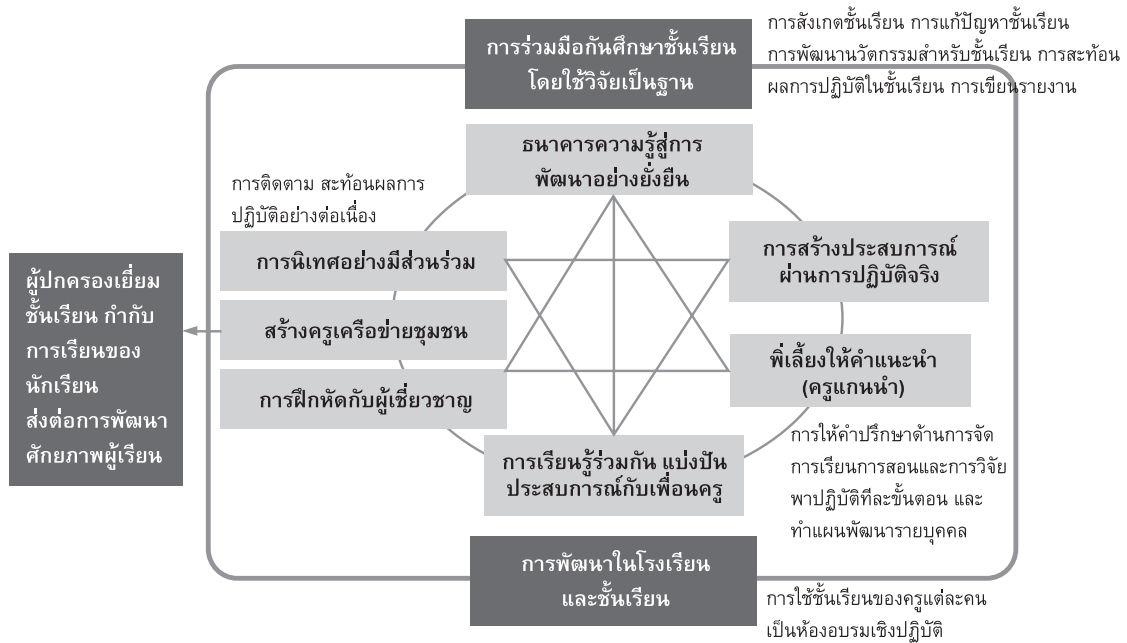 การร่วมมือกันศึกษาชั้นเรียน
โดยใช้วิจัยเป็นฐาน
การสังเกตชั้นเรียน การแก้ปัญหาชั้นเรียน
การพัฒนานวัตกรรมสำหรับชั้นเรียน การสะท้อน
ผลการปฏิบัติในชั้นเรียน การเขียนรายงาน
ธนาคารความรู้สู่การ
พัฒนาอย่างยั่งยืน
การติดตาม สะท้อนผลการ
ปฏิบัติอย่างต่อเนื่อง
การนิเทศอย่างมีส่วนร่วม
สร้างครูเครือข่ายชุมชน
การฝึกหัดกับผู้เชี่ยวชาญ
ผู้ปกครองเยี่ยม
ชั้นเรียน กำกับ
การเรียนของ
นักเรียน
ส่งต่อการพัฒนา
ศักยภาพผู้เรียน
การสร้างประสบการณ์
ผ่านการปฏิบัติจริง
พี่เลี้ยงให้คำแนะนำ
(ครูแกนนำ)
การให้คำปรึกษาด้านการจัด
การเรียนการสอนและการวิจัย
พาปฏิบัติทีละขั้นตอน และ
ทำแผนพัฒนารายบุคคล
การเรียนรู้ร่วมกัน แบ่งปัน
ประสบการณ์กับเพื่อนครู
การพัฒนาในโรงเรียน
และชั้นเรียน
การใช้ชั้นเรียนของครูแต่ละคน
เป็นห้องอบรมเชิงปฏิบัติ